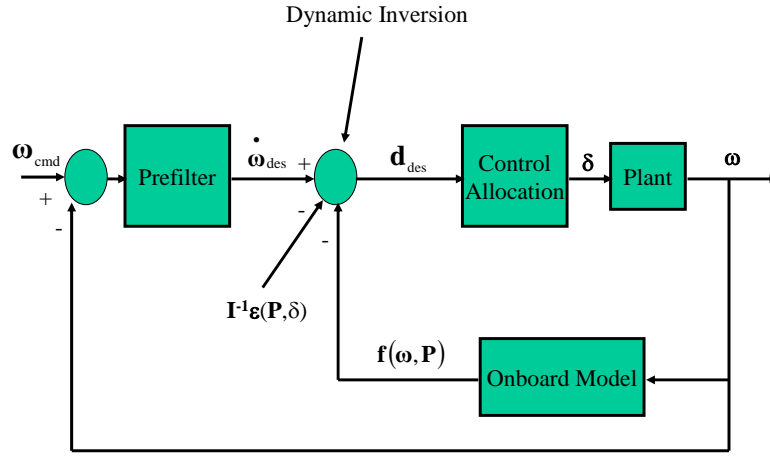 Dynamic Inversion
ω_cmd
+
-
Prefilter
ω̇_des
+
-
-
d_des
Control
Allocation
δ
Plant
ω
I⁻¹ε(P,δ)
f(ω,P)
Onboard Model